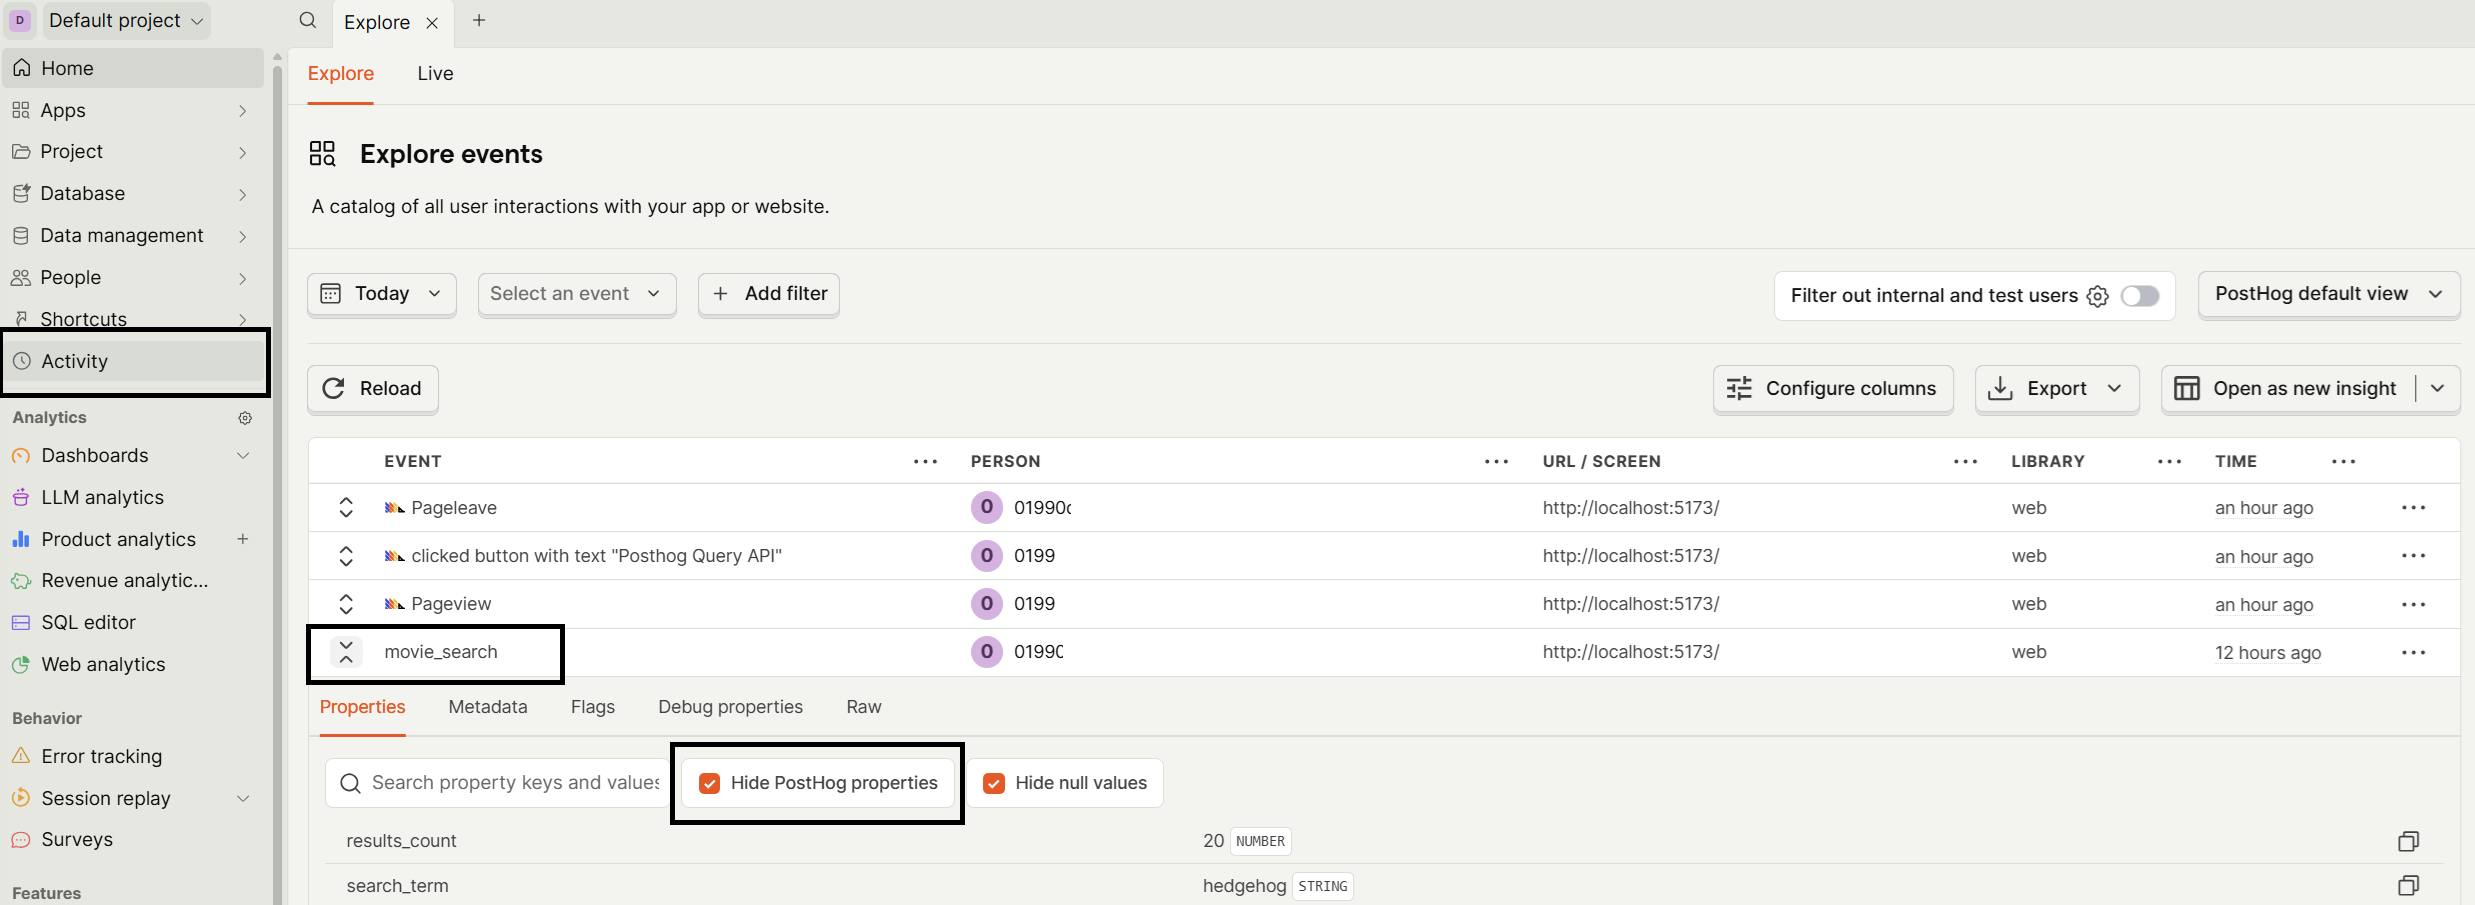 D Default project
Explore
Home
Apps
Project
Database
Data management
People
Shortcuts
Activity
Analytics
Dashboards
LLM analytics
Product analytics
Revenue analytic...
SQL editor
Web analytics
Behavior
Error tracking
Session replay
Surveys
Features
Explore Live
Explore events
A catalog of all user interactions with your app or website.
Today Select an event Add filter Filter out internal and test users PostHog default view
Reload Configure columns Export Open as new insight
EVENT PERSON URL / SCREEN LIBRARY TIME
Pageleave 0 01990 http://localhost:5173/ web an hour ago
clicked button with text "Posthog Query API" 0 0199 http://localhost:5173/ web an hour ago
Pageview 0 0199 http://localhost:5173/ web an hour ago
movie_search 0 01990 http://localhost:5173/ web 12 hours ago
Properties Metadata Flags Debug properties Raw
Search property keys and values Hide PostHog properties Hide null values
results_count 20 NUMBER
search_term hedgehog STRING